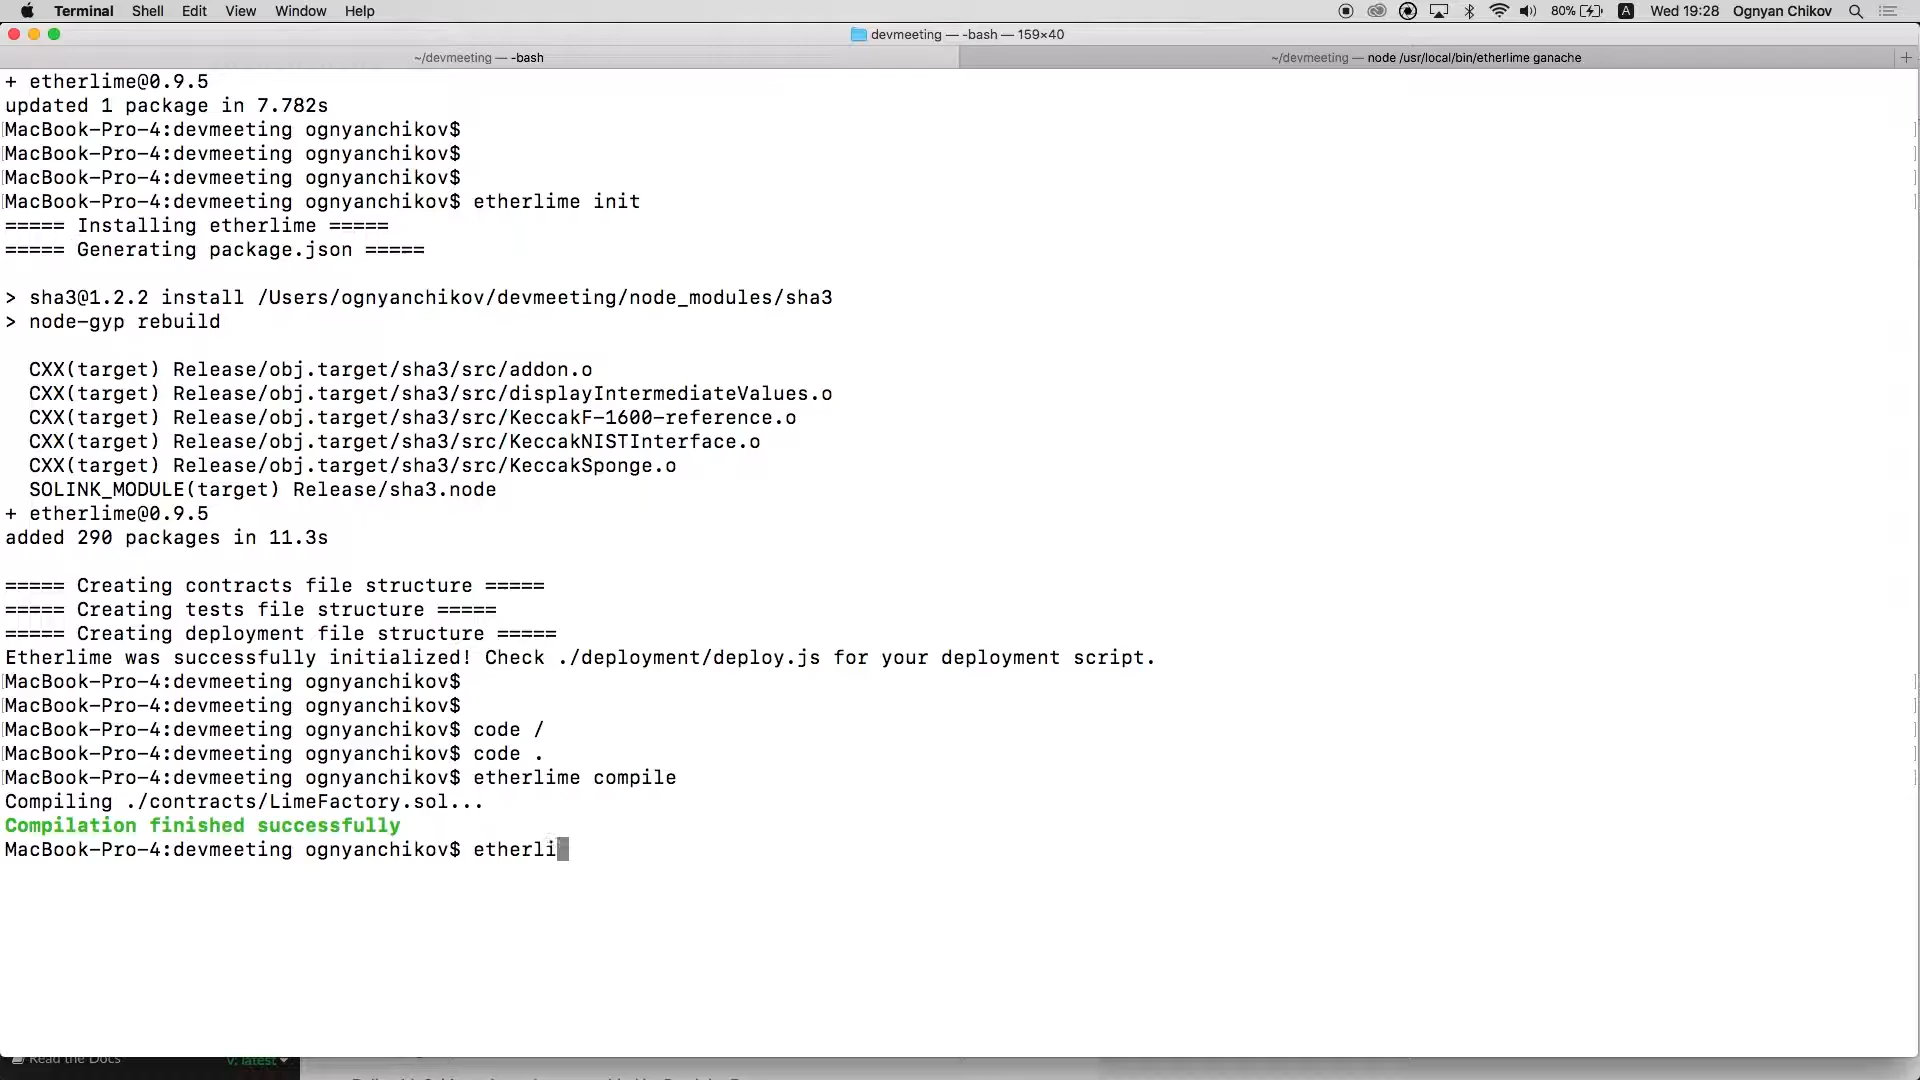 Terminal Shell Edit View Window Help 80% A Wed 19:28 Ognyan Chikov
devmeeting — -bash — 159×40
~/devmeeting — -bash ~/devmeeting — node /usr/local/bin/etherlime ganache
+ etherlime@0.9.5
updated 1 package in 7.782s
MacBook-Pro-4:devmeeting ognyanchikov$
MacBook-Pro-4:devmeeting ognyanchikov$
MacBook-Pro-4:devmeeting ognyanchikov$
MacBook-Pro-4:devmeeting ognyanchikov$ etherlime init
===== Installing etherlime =====
===== Generating package.json =====
> sha3@1.2.2 install /Users/ognyanchikov/devmeeting/node_modules/sha3
> node-gyp rebuild
CXX(target) Release/obj.target/sha3/src/addon.o
CXX(target) Release/obj.target/sha3/src/displayIntermediateValues.o
CXX(target) Release/obj.target/sha3/src/KeccakF-1600-reference.o
CXX(target) Release/obj.target/sha3/src/KeccakNISTInterface.o
CXX(target) Release/obj.target/sha3/src/KeccakSponge.o
SOLINK_MODULE(target) Release/sha3.node
+ etherlime@0.9.5
added 290 packages in 11.3s
===== Creating contracts file structure =====
===== Creating tests file structure =====
===== Creating deployment file structure =====
Etherlime was successfully initialized! Check ./deployment/deploy.js for your deployment script.
MacBook-Pro-4:devmeeting ognyanchikov$
MacBook-Pro-4:devmeeting ognyanchikov$
MacBook-Pro-4:devmeeting ognyanchikov$ code /
MacBook-Pro-4:devmeeting ognyanchikov$ code .
MacBook-Pro-4:devmeeting ognyanchikov$ etherlime compile
Compiling ./contracts/LimeFactory.sol...
Compilation finished successfully
MacBook-Pro-4:devmeeting ognyanchikov$ etherli
Read the Docs v: latest